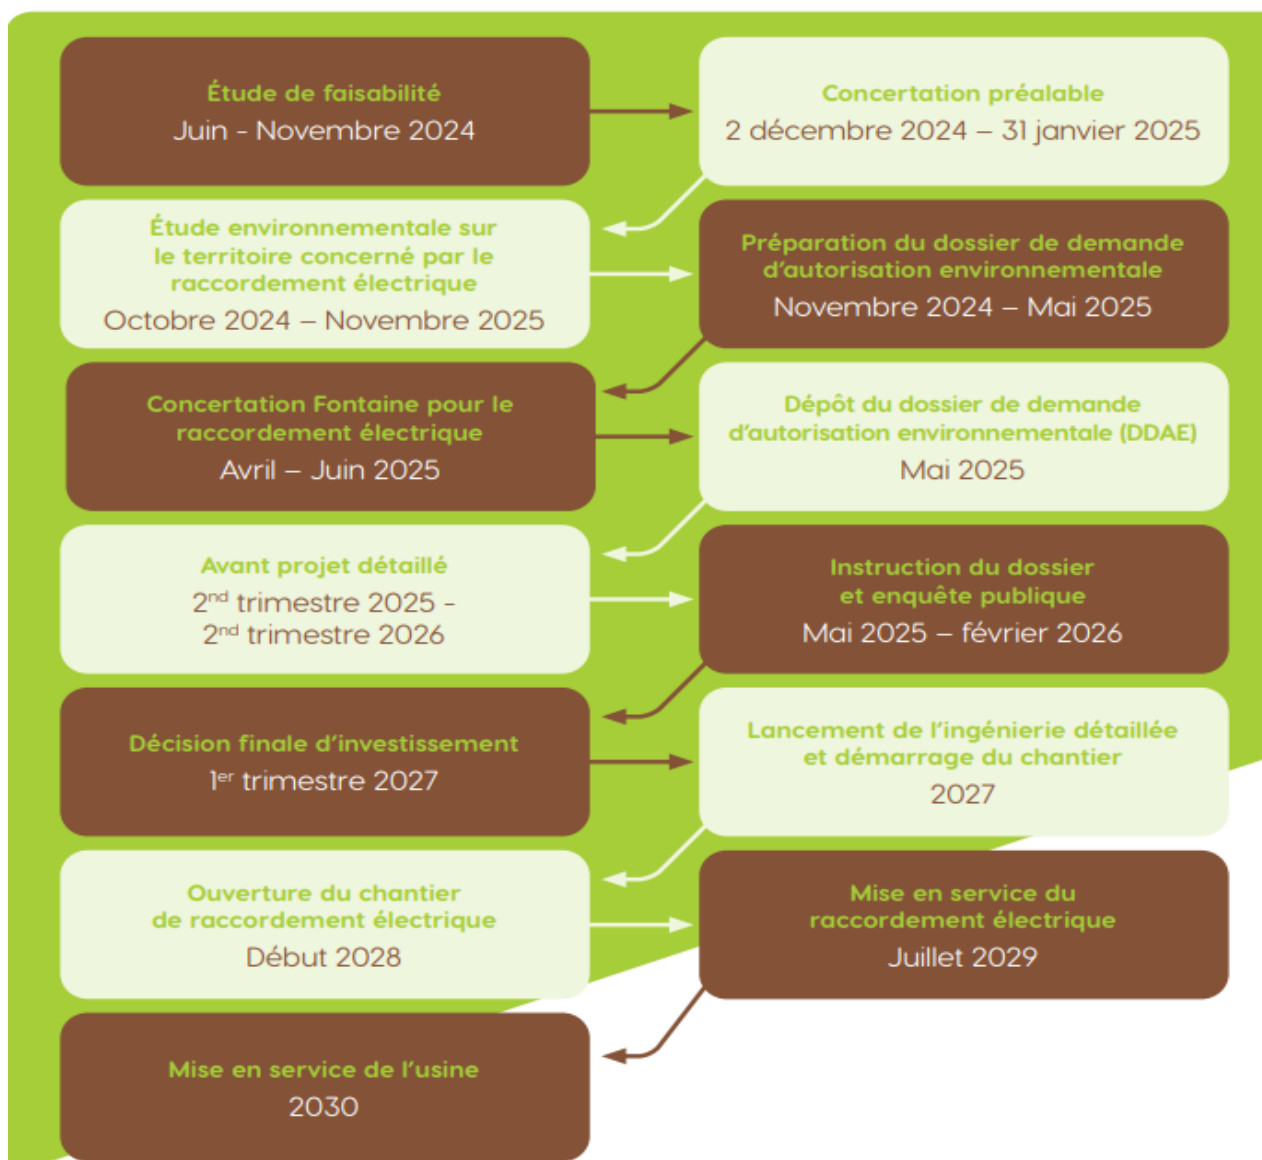 Étude de faisabilité
Juin - Novembre 2024
Concertation préalable
2 décembre 2024 – 31 janvier 2025
Étude environnementale sur
le territoire concerné par le
raccordement électrique
Octobre 2024 – Novembre 2025
Préparation du dossier de demande
d’autorisation environnementale
Novembre 2024 – Mai 2025
Concertation Fontaine pour le
raccordement électrique
Avril – Juin 2025
Dépôt du dossier de demande
d’autorisation environnementale (DDAE)
Mai 2025
Avant projet détaillé
2nd trimestre 2025 -
2nd trimestre 2026
Instruction du dossier
et enquête publique
Mai 2025 – février 2026
Décision finale d’investissement
1er trimestre 2027
Lancement de l’ingénierie détaillée
et démarrage du chantier
2027
Ouverture du chantier
de raccordement électrique
Début 2028
Mise en service du
raccordement électrique
Juillet 2029
Mise en service de l’usine
2030